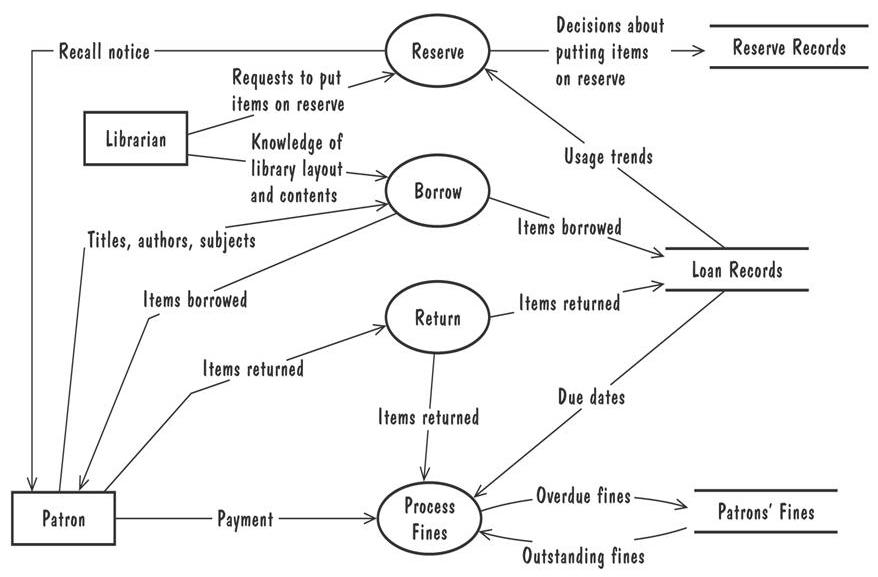 Recall notice
Reserve
Decisions about
putting items
on reserve
Reserve Records
Requests to put
items on reserve
Librarian
Knowledge of
library layout
and contents
Usage trends
Borrow
Titles, authors, subjects
Items borrowed
Items borrowed
Loan Records
Return
Items returned
Items returned
Items returned
Due dates
Patron
Payment
Process
Fines
Overdue fines
Patrons' Fines
Outstanding fines